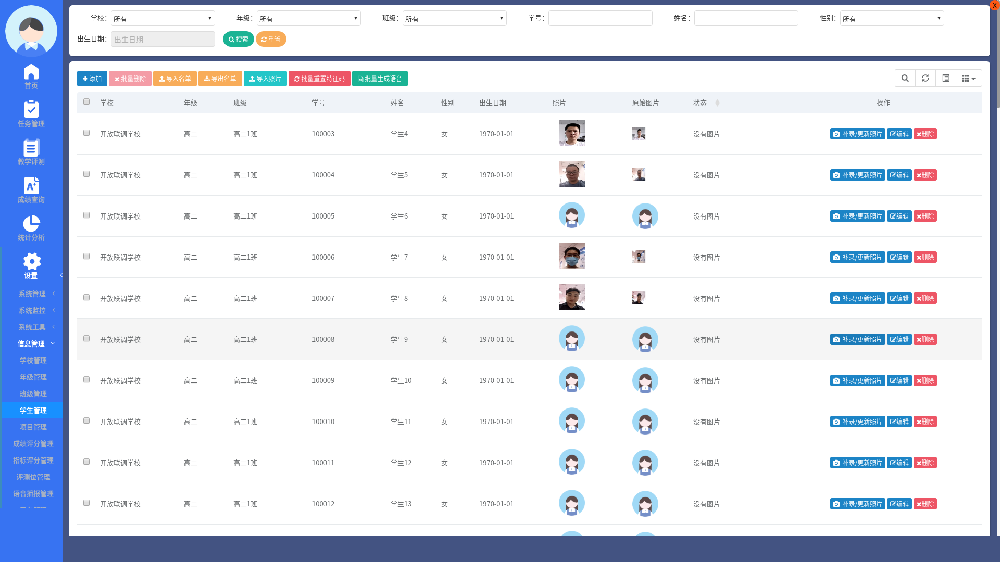 学校： 所有 年级： 所有 班级： 所有 学号： 姓名： 性别： 所有
出生日期： 出生日期 搜索 重置
X
首页
任务管理
教学评测
A+
成绩查询
统计分析
设置
系统管理
系统监控
系统工具
信息管理
学校管理
年级管理
班级管理
学生管理
项目管理
成绩评分管理
指标评分管理
评测位管理
语音播报管理
添加 批量删除 导入名单 导出名单 导入照片 批量重置特征码 批量生成语音
学校 年级 班级 学号 姓名 性别 出生日期 照片 原始图片 状态 操作
开放联调学校 高二 高二1班 100003 学生4 女 1970-01-01 没有图片 补录/更新照片 编辑 删除
开放联调学校 高二 高二1班 100004 学生5 女 1970-01-01 没有图片 补录/更新照片 编辑 删除
开放联调学校 高二 高二1班 100005 学生6 女 1970-01-01 没有图片 补录/更新照片 编辑 删除
开放联调学校 高二 高二1班 100006 学生7 女 1970-01-01 没有图片 补录/更新照片 编辑 删除
开放联调学校 高二 高二1班 100007 学生8 女 1970-01-01 没有图片 补录/更新照片 编辑 删除
开放联调学校 高二 高二1班 100008 学生9 女 1970-01-01 没有图片 补录/更新照片 编辑 删除
开放联调学校 高二 高二1班 100009 学生10 女 1970-01-01 没有图片 补录/更新照片 编辑 删除
开放联调学校 高二 高二1班 100010 学生11 女 1970-01-01 没有图片 补录/更新照片 编辑 删除
开放联调学校 高二 高二1班 100011 学生12 女 1970-01-01 没有图片 补录/更新照片 编辑 删除
开放联调学校 高二 高二1班 100012 学生13 女 1970-01-01 没有图片 补录/更新照片 编辑 删除